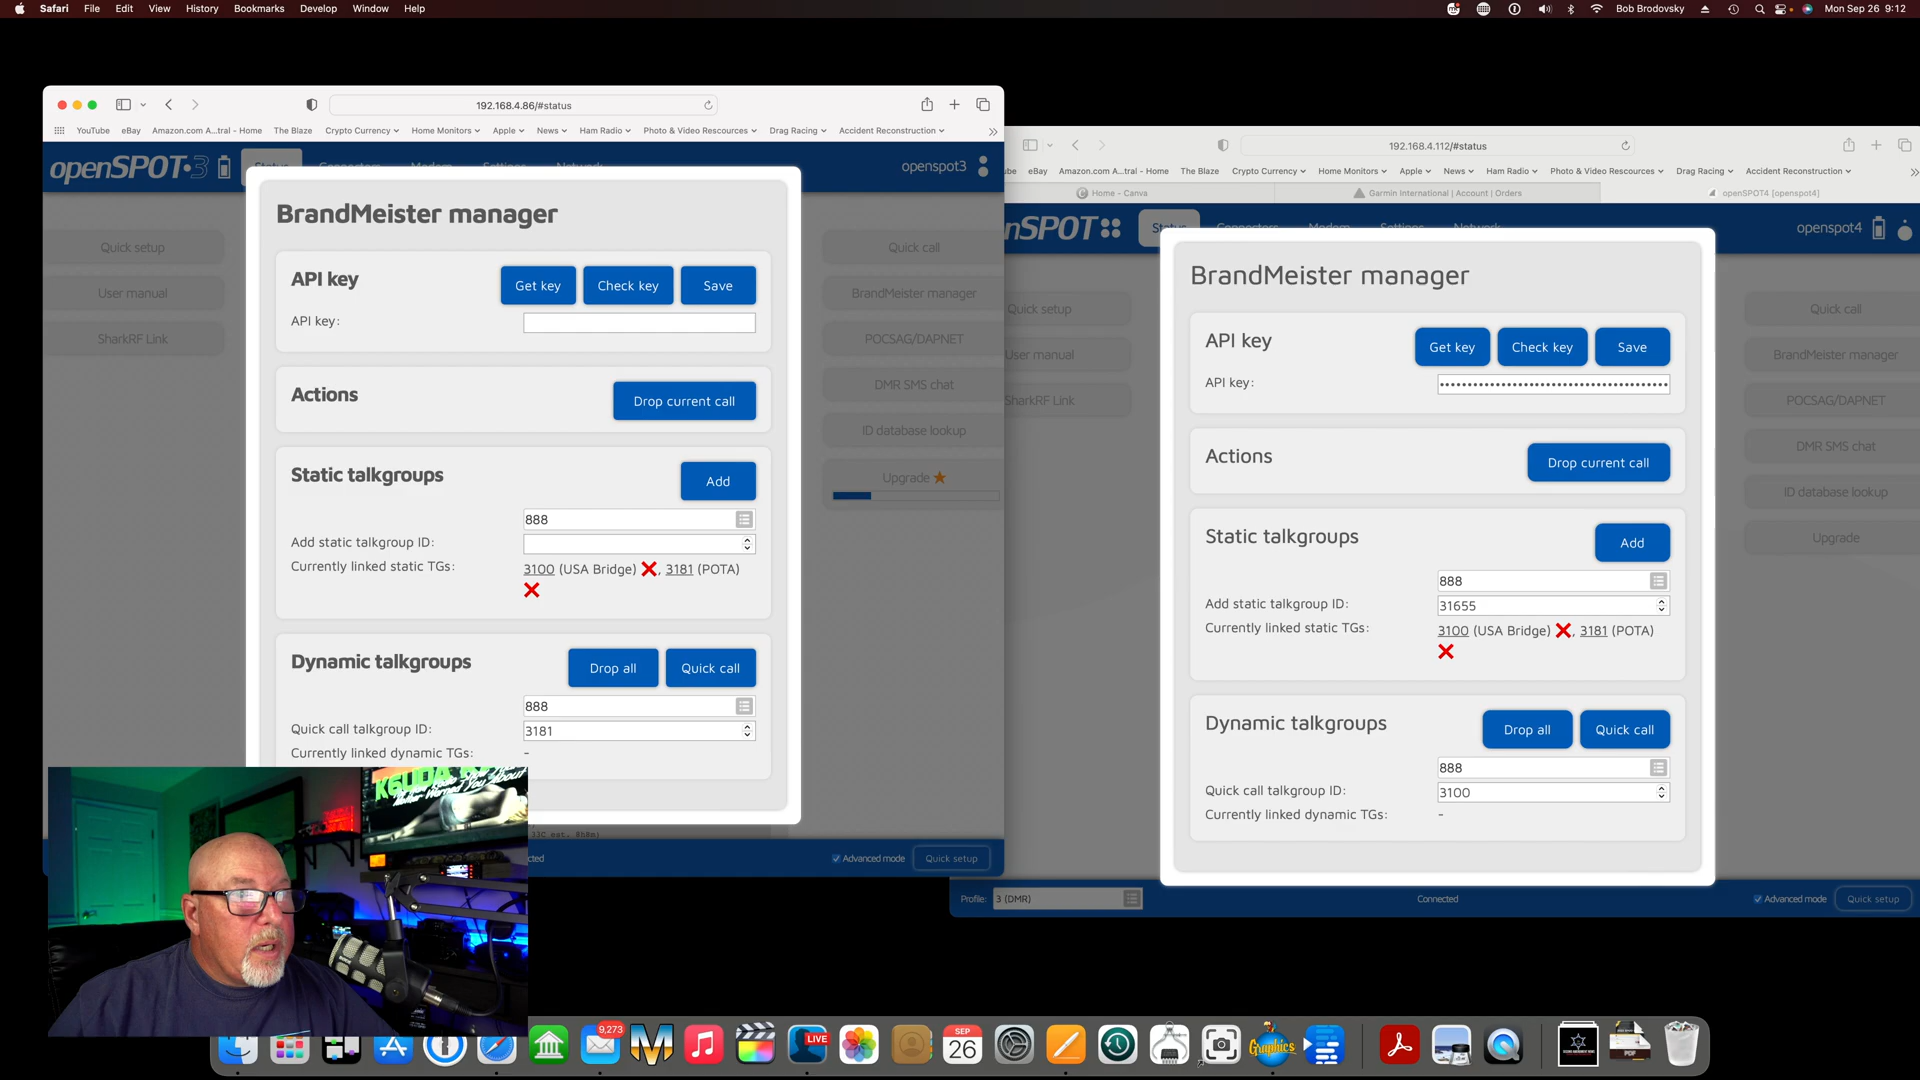 Safari File Edit View History Bookmarks Develop Window Help
Bob Brodovsky Mon Sep 26 9:12
192.168.4.86/#status
YouTube eBay Amazon.com A...tral - Home The Blaze Crypto Currency Home Monitors Apple News Ham Radio Photo & Video Rescources Drag Racing Accident Reconstruction
openSPOT•3
openspot3
Quick setup
User manual
SharkRF Link
Quick call
BrandMeister manager
POCSAG/DAPNET
DMR SMS chat
ID database lookup
Upgrade
BrandMeister manager
API key
Get key
Check key
Save
API key:
Actions
Drop current call
Static talkgroups
Add
888
Add static talkgroup ID:
Currently linked static TGs:
3100 (USA Bridge) ❌, 3181 (POTA)
❌
Dynamic talkgroups
Drop all
Quick call
888
Quick call talkgroup ID:
3181
Currently linked dynamic TGs:
-
Advanced mode
Quick setup
192.168.4.112/#status
eBay Amazon.com A...tral - Home The Blaze Crypto Currency Home Monitors Apple News Ham Radio Photo & Video Rescources Drag Racing Accident Reconstruction
Home - Canva
Garmin International | Account | Orders
openSPOT4 [openspot4]
nSPOT
openspot4
Quick setup
User manual
SharkRF Link
Quick call
BrandMeister manager
POCSAG/DAPNET
DMR SMS chat
ID database lookup
Upgrade
BrandMeister manager
API key
Get key
Check key
Save
API key:
••••••••••••••••••••••••••••••••••••••••
Actions
Drop current call
Static talkgroups
Add
888
Add static talkgroup ID:
31655
Currently linked static TGs:
3100 (USA Bridge) ❌, 3181 (POTA)
❌
Dynamic talkgroups
Drop all
Quick call
888
Quick call talkgroup ID:
3100
Currently linked dynamic TGs:
-
Profile: 3 (DMR)
Connected
Advanced mode
Quick setup
9,273
LIVE
SEP
26
Graphics
PDF